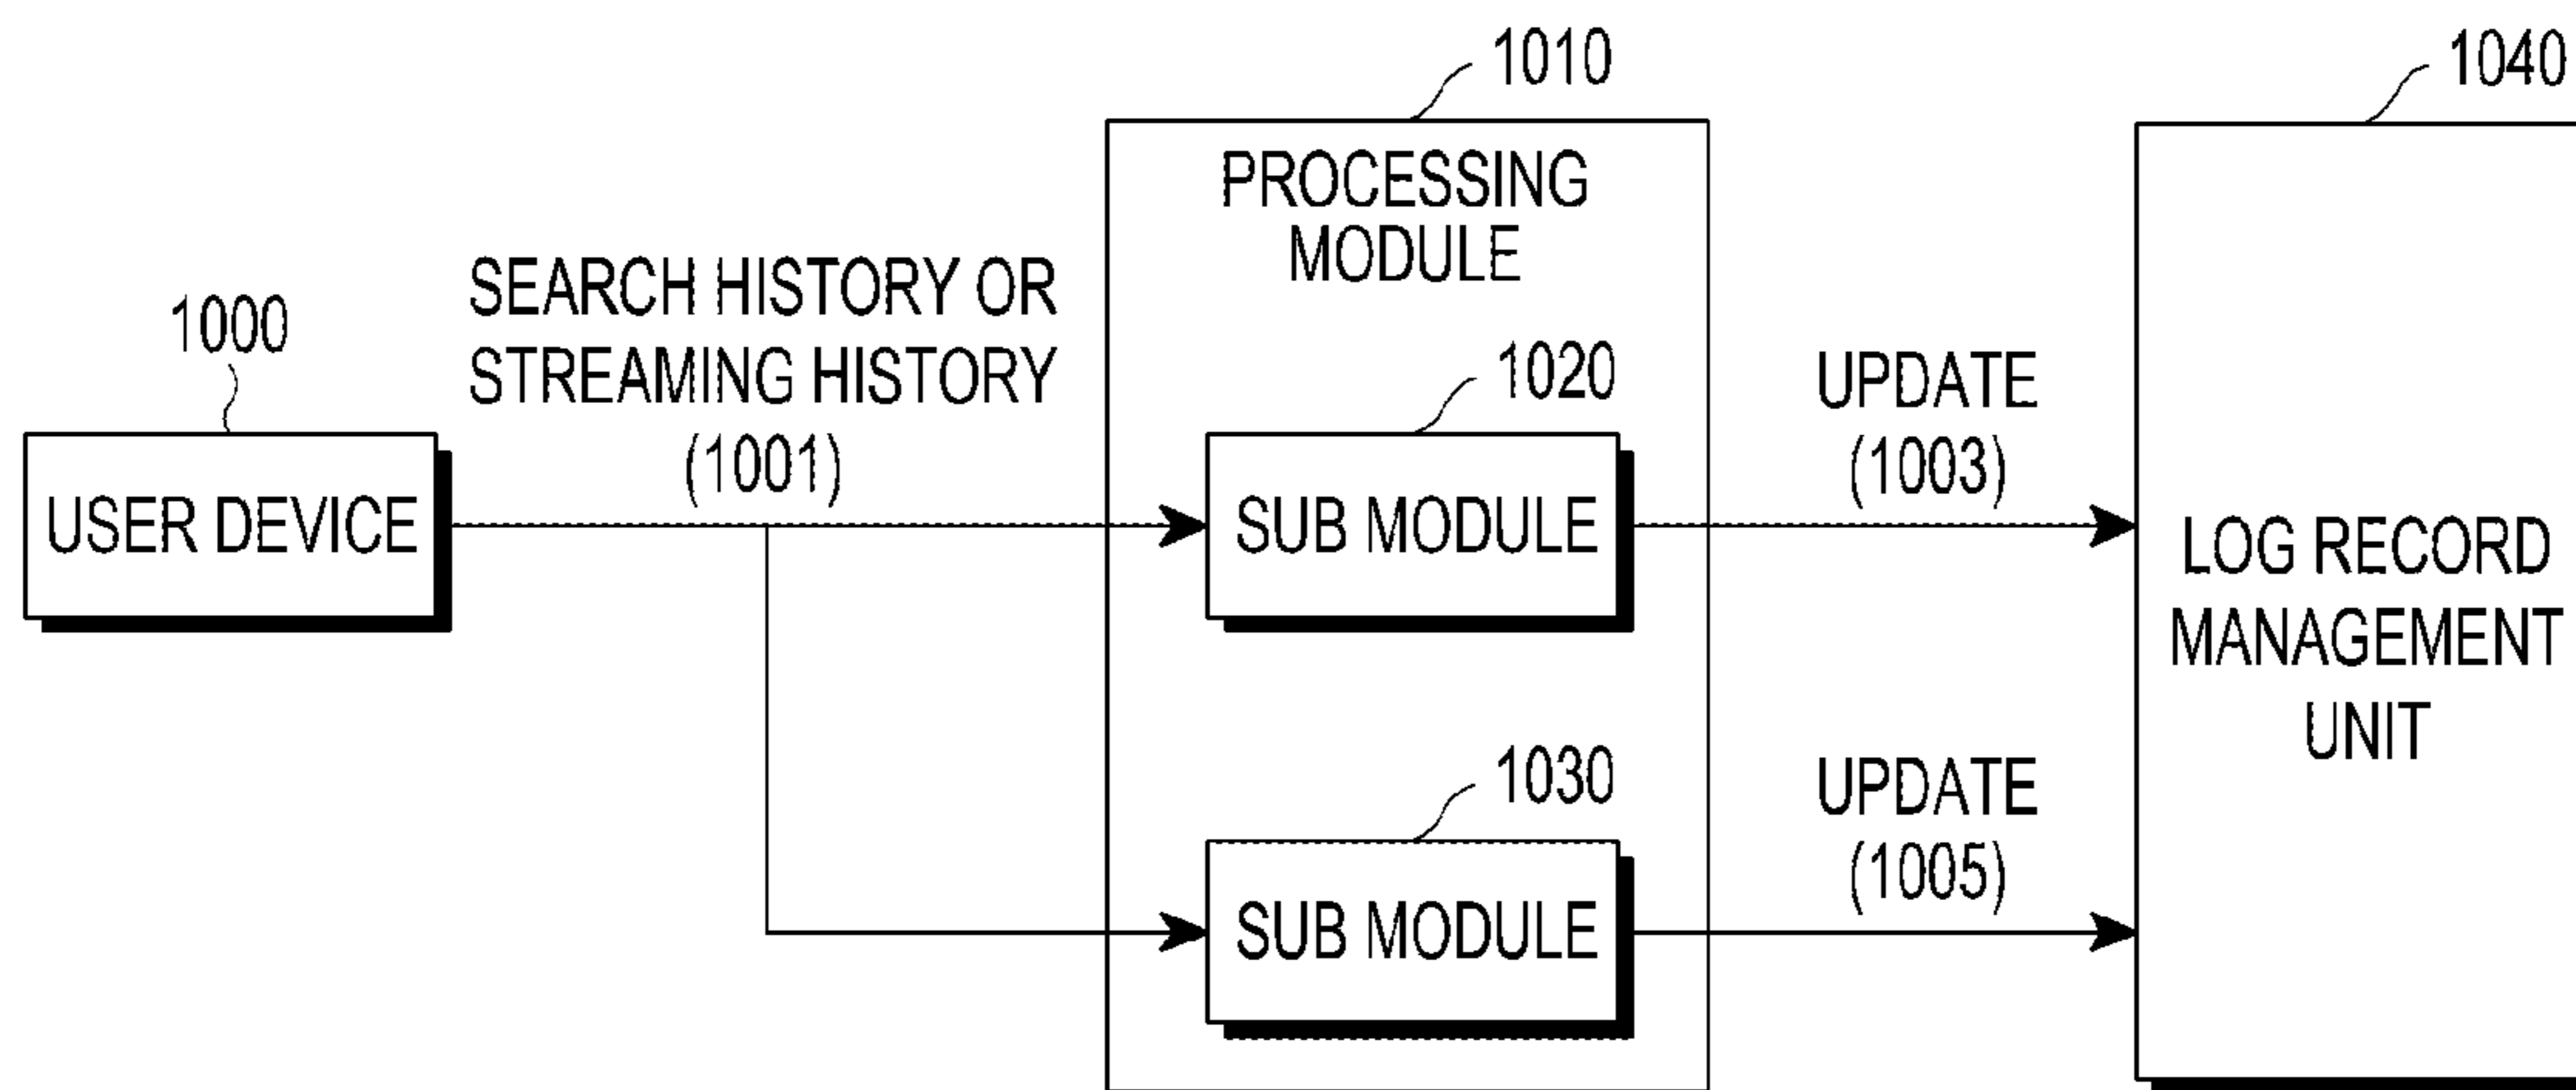 1010
1040
PROCESSING
MODULE
1000
SEARCH HISTORY OR
STREAMING HISTORY
(1001)
1020
UPDATE
(1003)
USER DEVICE
SUB MODULE
LOG RECORD
MANAGEMENT
UNIT
1030
UPDATE
(1005)
SUB MODULE